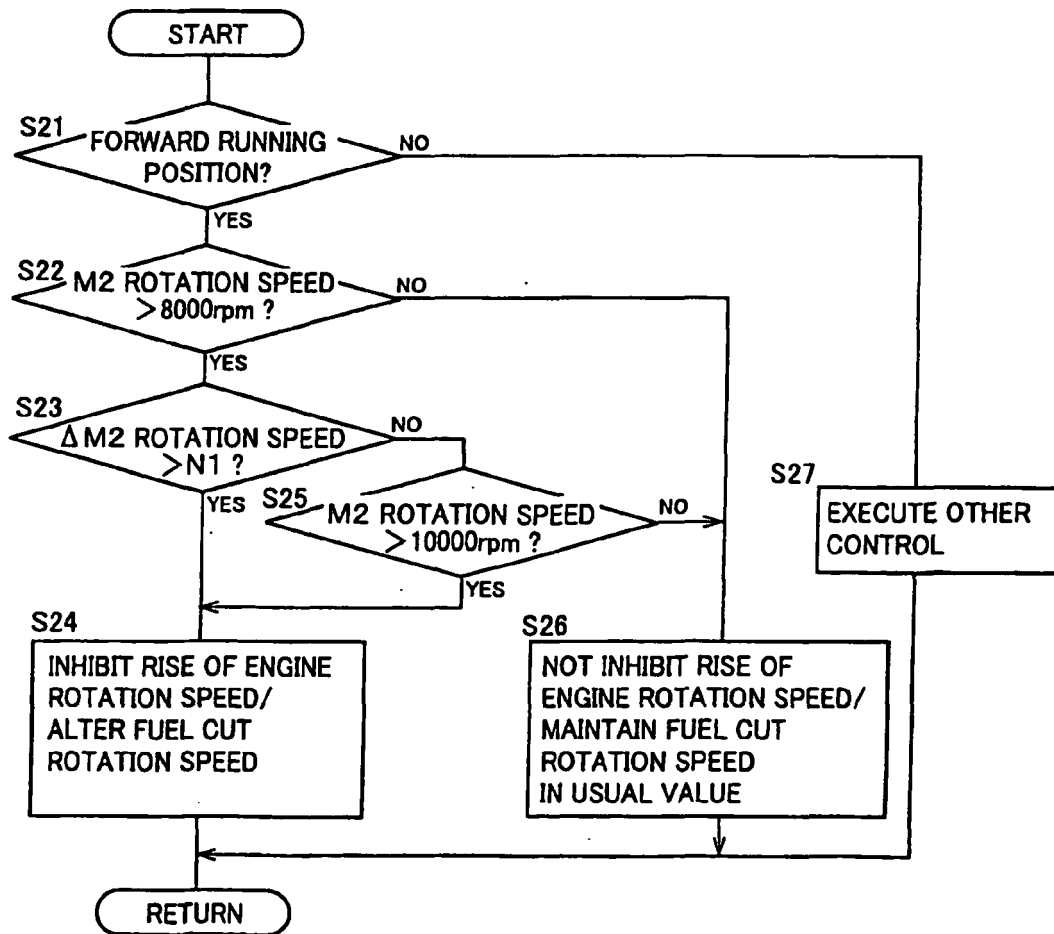 START
S21
FORWARD RUNNING
POSITION?
NO
YES
S22
M2 ROTATION SPEED
>8000rpm ?
NO
YES
S23
ΔM2 ROTATION SPEED
>N1 ?
NO
YES
S25
M2 ROTATION SPEED
>10000rpm ?
NO
YES
S27
EXECUTE OTHER
CONTROL
S24
INHIBIT RISE OF ENGINE
ROTATION SPEED/
ALTER FUEL CUT
ROTATION SPEED
S26
NOT INHIBIT RISE OF
ENGINE ROTATION SPEED/
MAINTAIN FUEL CUT
ROTATION SPEED
IN USUAL VALUE
RETURN